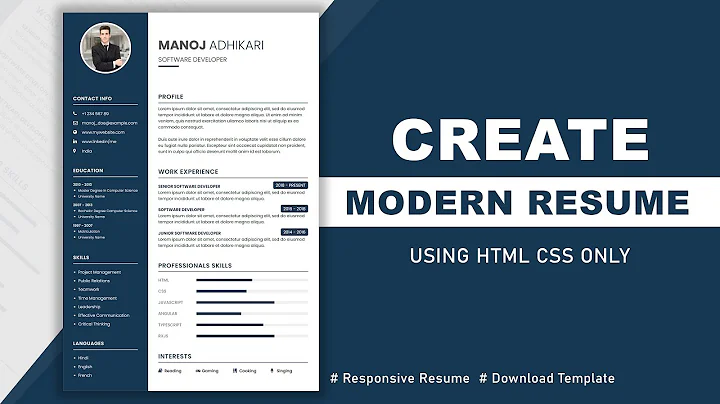 CONTACT INFO
+1 234 567 89
manoj_doe@example.com
www.mywebsite.com
www.linkedin/me
India
EDUCATION
2010 - 2013
Master Degree in Computer Science
University Name
2007 - 2010
Bachelor Degree Computer Science
University Name
1997 - 2007
Matriculation
University Name
SKILLS
Project Management
Public Relations
Teamwork
Time Management
Leadership
Effective Communication
Critical Thinking
LANGUAGES
Hindi
English
French
MANOJ ADHIKARI
SOFTWARE DEVELOPER
PROFILE
Lorem ipsum dolor sit amet, consectetur adipiscing elit, sed do eiusmod
tempor incididunt ut labore et dolore magna aliqua. Ut enim ad minim
veniam, quis nostrud exercitation ullamco laboris nisi ut aliquip ex ea
commodo consequat.
Duis aute irure dolor in reprehenderit in voluptate velit esse cillum dolore
eu fugiat nulla pariatur. Excepteur sint occaecat cupidatat non proident,
sunt in culpa qui officia deserunt mollit anim id est laborum.
WORK EXPERIENCE
SENIOR SOFTWARE DEVELOPER
2018 - PRESENT
Lorem ipsum dolor sit amet, consectetur adipiscing elit, sed do eiusmod
tempor incididunt ut labore et dolore magna aliqua.
SOFTWARE DEVELOPER
2016 - 2018
Lorem ipsum dolor sit amet, consectetur adipiscing elit, sed do eiusmod
tempor incididunt ut labore et dolore magna aliqua.
JUNIOR SOFTWARE DEVELOPER
2014 - 2016
Lorem ipsum dolor sit amet, consectetur adipiscing elit, sed do eiusmod
tempor incididunt ut labore et dolore magna aliqua.
PROFESSIONALS SKILLS
HTML
CSS
JAVASCRIPT
ANGULAR
TYPESCRIPT
RXJS
INTERESTS
Reading Gaming Cooking Singing
CREATE
MODERN RESUME
USING HTML CSS ONLY
# Responsive Resume # Download Template